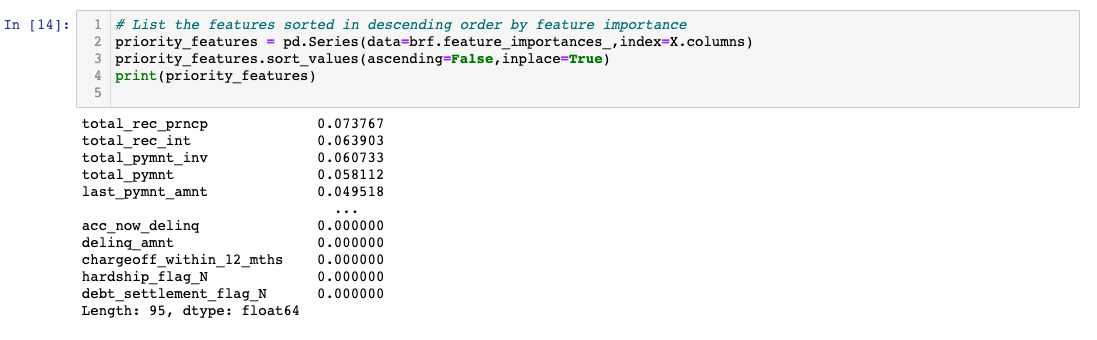 In [14]:
1 # List the features sorted in descending order by feature importance
2 priority_features = pd.Series(data=brf.feature_importances_,index=X.columns)
3 priority_features.sort_values(ascending=False,inplace=True)
4 print(priority_features)
5
total_rec_prncp 0.073767
total_rec_int 0.063903
total_pymnt_inv 0.060733
total_pymnt 0.058112
last_pymnt_amnt 0.049518
...
acc_now_delinq 0.000000
delinq_amnt 0.000000
chargeoff_within_12_mths 0.000000
hardship_flag_N 0.000000
debt_settlement_flag_N 0.000000
Length: 95, dtype: float64